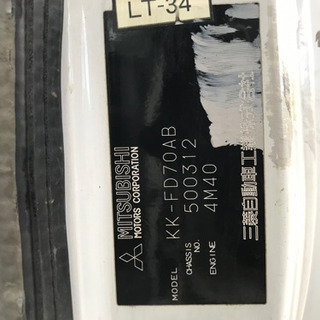 LT-34
MITSUBISHI
MOTORS CORPORATION
MODEL KK-FD70AB
CHASSIS NO. 500312
ENGINE 4M40
三菱自動車工業株式会社